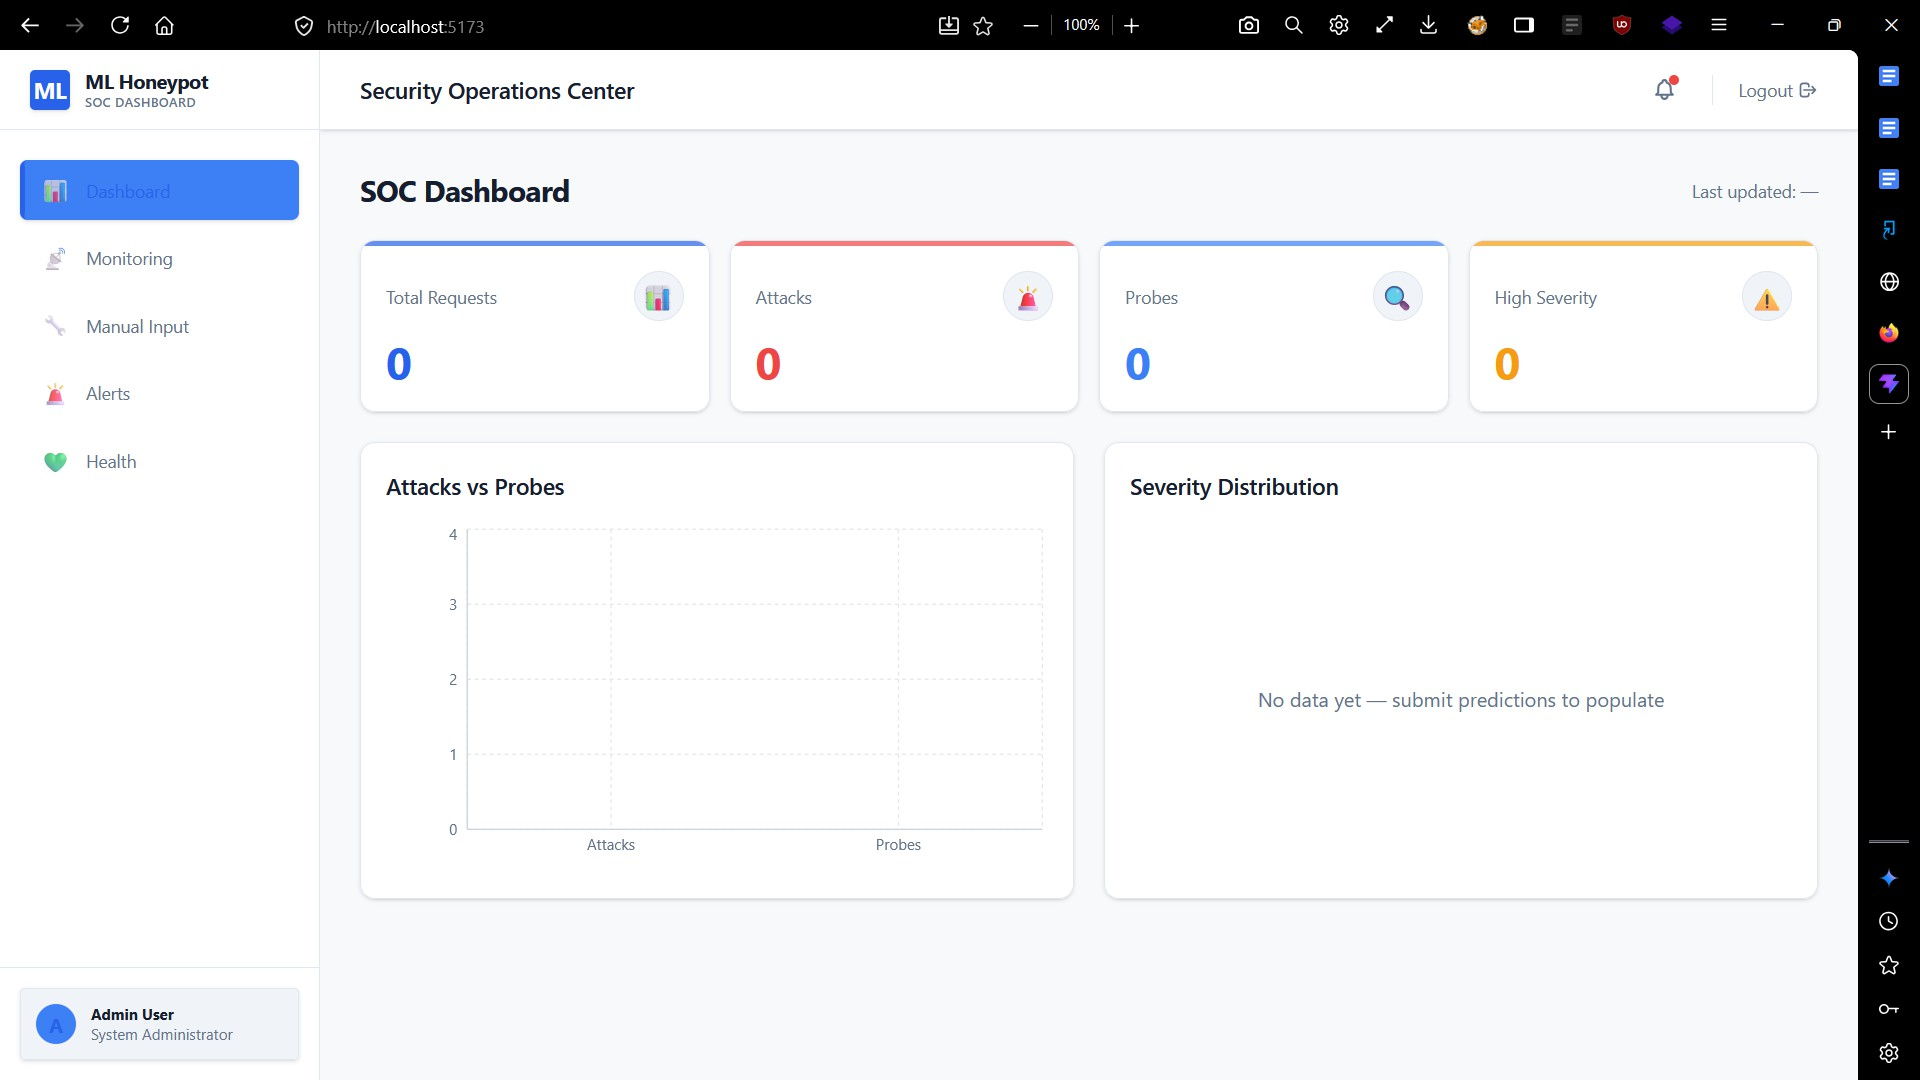 http://localhost:5173
100%
ML
ML Honeypot
SOC DASHBOARD
Security Operations Center
Logout
Dashboard
Monitoring
Manual Input
Alerts
Health
SOC Dashboard
Last updated: —
Total Requests
0
Attacks
0
Probes
0
High Severity
0
Attacks vs Probes
4
3
2
1
0
Attacks
Probes
Severity Distribution
No data yet — submit predictions to populate
A
Admin User
System Administrator